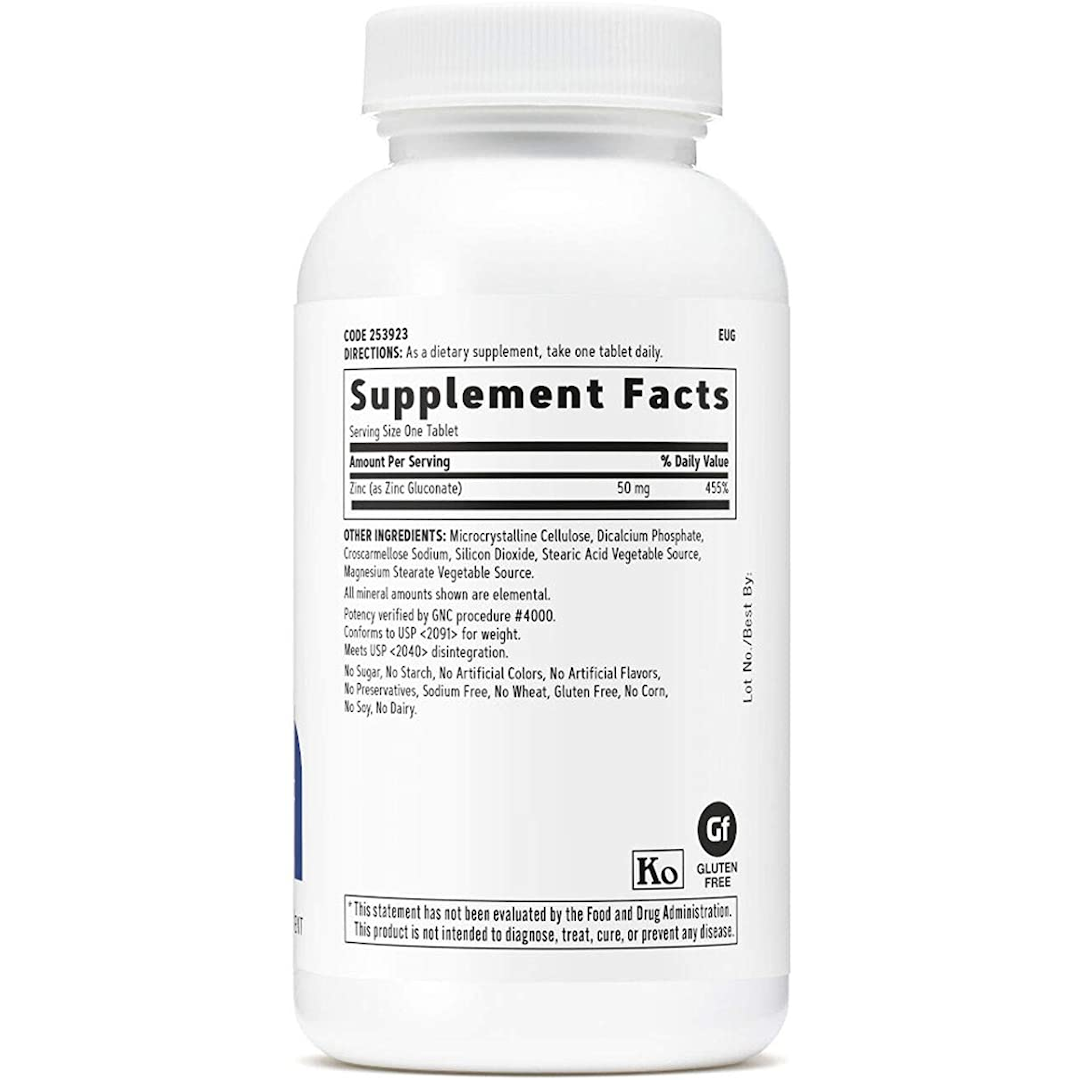 CODE 253923 EUG
DIRECTIONS: As a dietary supplement, take one tablet daily.
Supplement Facts
Serving Size One Tablet
Amount Per Serving % Daily Value
Zinc (as Zinc Gluconate) 50 mg 455%
OTHER INGREDIENTS: Microcrystalline Cellulose, Dicalcium Phosphate,
Croscarmellose Sodium, Silicon Dioxide, Stearic Acid Vegetable Source,
Magnesium Stearate Vegetable Source.
All mineral amounts shown are elemental.
Potency verified by GNC procedure #4000.
Conforms to USP <2091> for weight.
Meets USP <2040> disintegration.
No Sugar, No Starch, No Artificial Colors, No Artificial Flavors,
No Preservatives, Sodium Free, No Wheat, Gluten Free, No Corn,
No Soy, No Dairy.
Lot No./Best By:
Gf
Ko
GLUTEN
FREE
*This statement has not been evaluated by the Food and Drug Administration.
This product is not intended to diagnose, treat, cure, or prevent any disease.